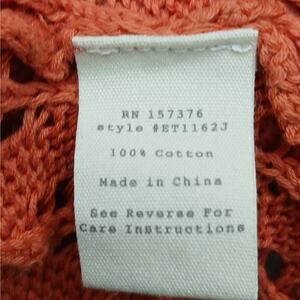 RN 157376
style #ET1162J
100% Cotton
Made in China
See Reverse For
Care Instructions